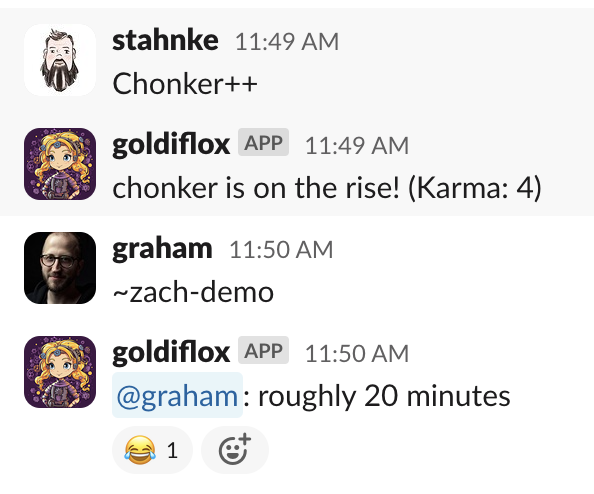 stahnke 11:49 AM
Chonker++
goldiflox APP 11:49 AM
chonker is on the rise! (Karma: 4)
graham 11:50 AM
~zach-demo
goldiflox APP 11:50 AM
@graham: roughly 20 minutes
😂 1